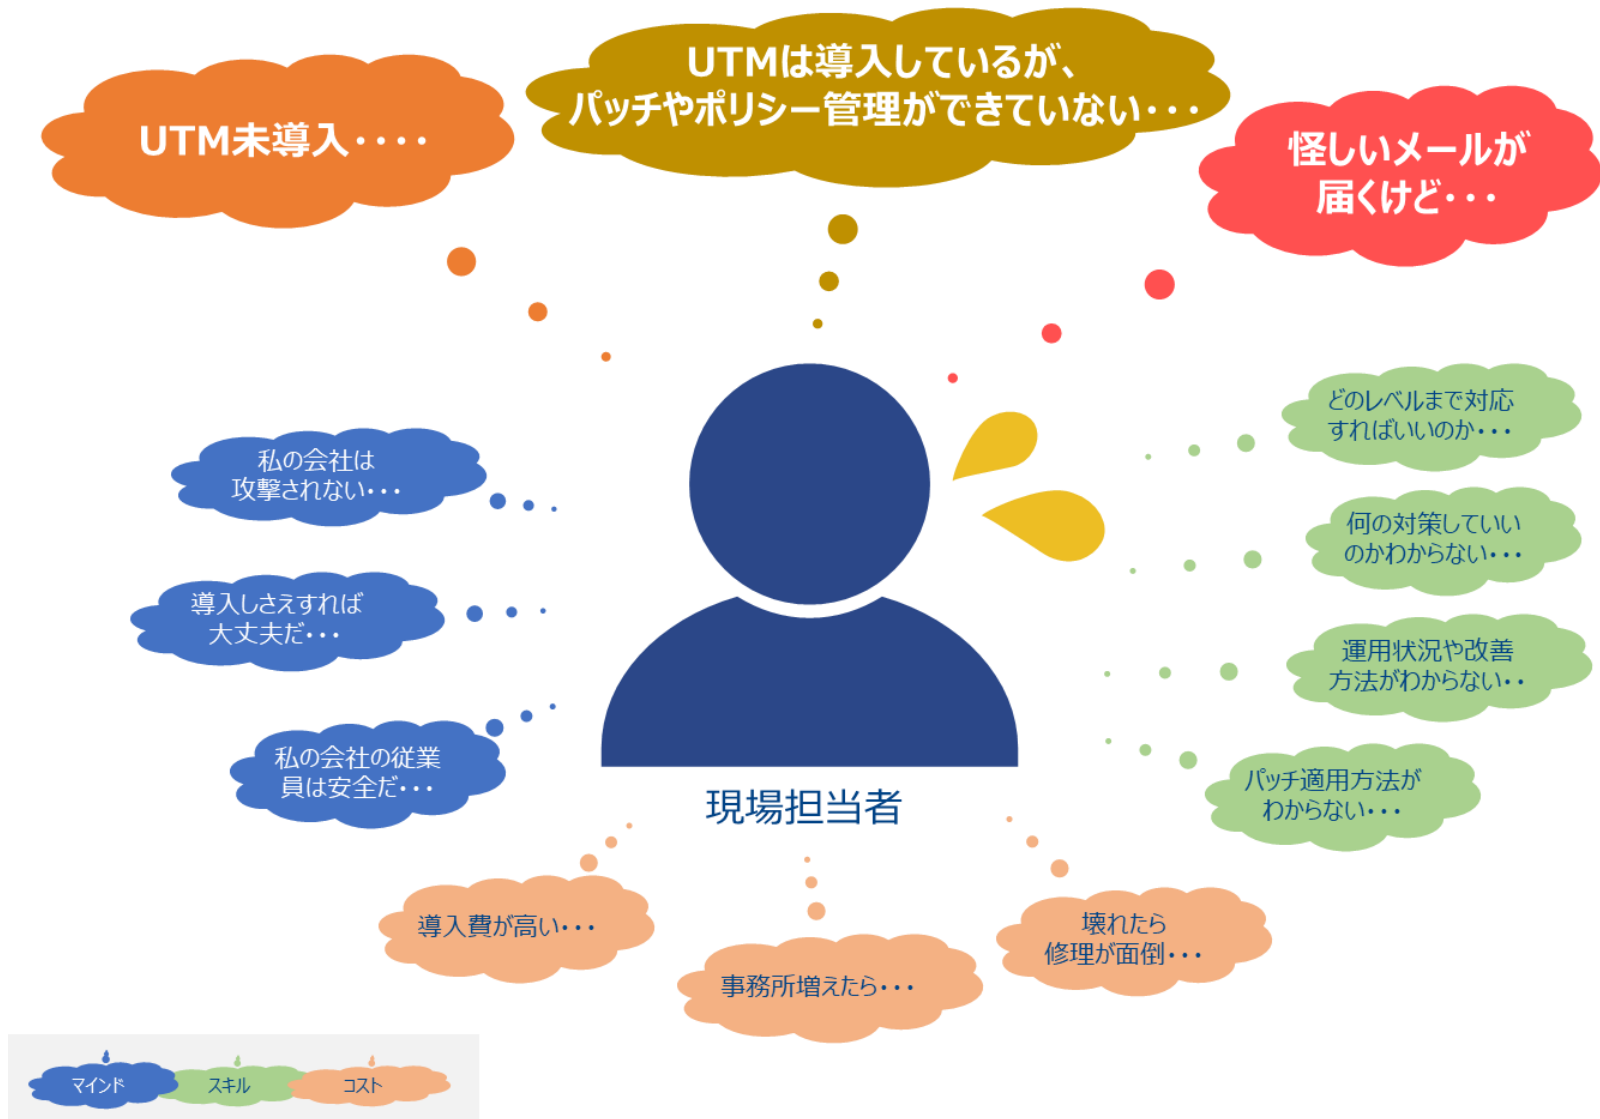 UTMは導入しているが、
パッチやポリシー管理ができていない・・・
UTM未導入・・・・
怪しいメールが
届くけど・・・
私の会社は
攻撃されない・・・
導入しさえすれば
大丈夫だ・・・
私の会社の従業
員は安全だ・・・
どのレベルまで対応
すればいいのか・・・
何の対策していい
のかわからない・・・
運用状況や改善
方法がわからない・・
パッチ適用方法が
わからない・・・
現場担当者
導入費が高い・・・
事務所増えたら・・・
壊れたら
修理が面倒・・・
マインド
スキル
コスト